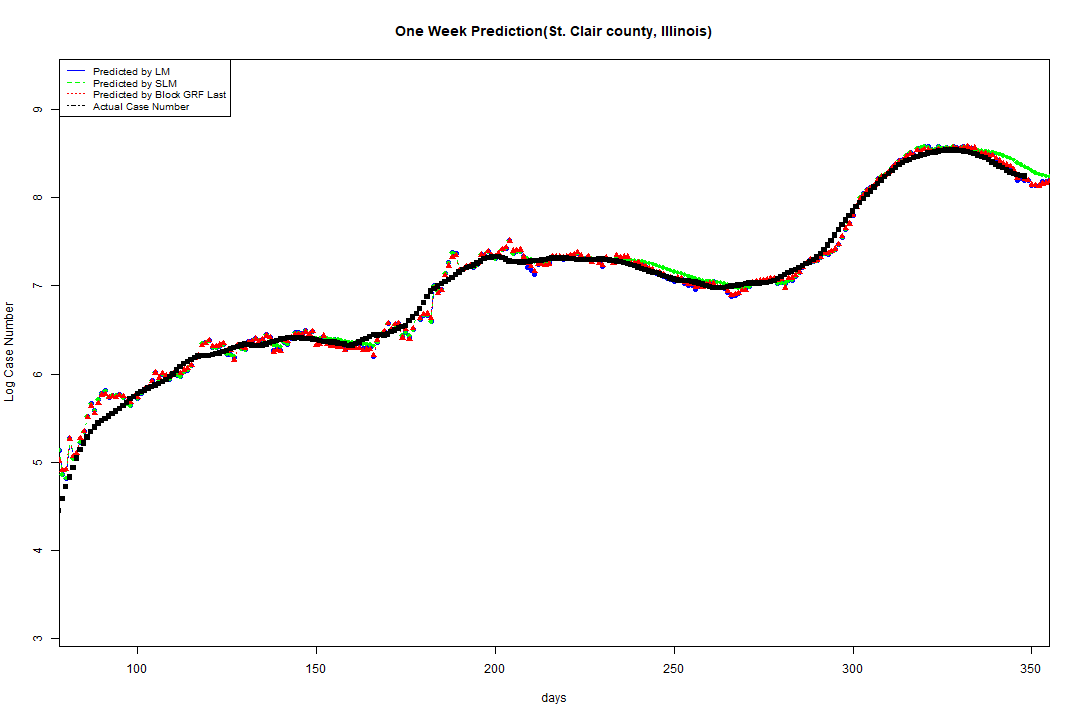 One Week Prediction(St. Clair county, Illinois)
Predicted by LM
Predicted by SLM
Predicted by Block GRF Last
Actual Case Number
9
8
7
6
5
4
3
Log Case Number
100 150 200 250 300 350
days